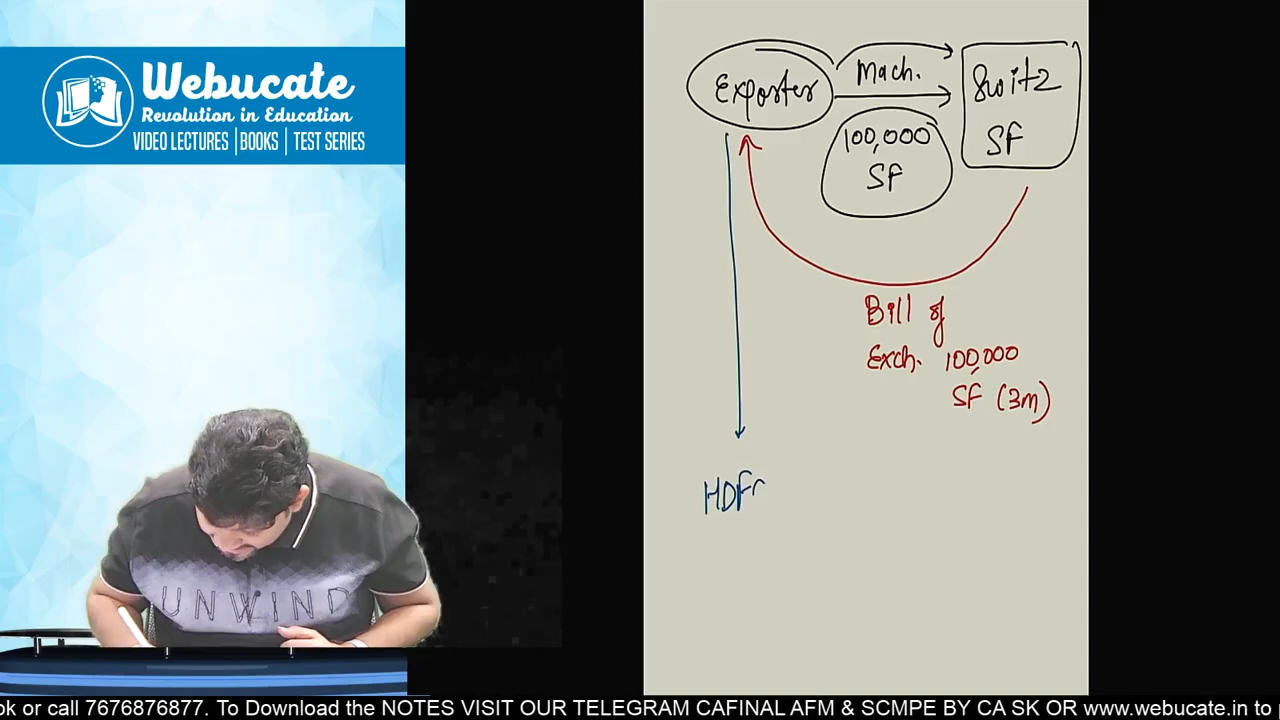 Webucate
Revolution in Education
VIDEO LECTURES | BOOKS | TEST SERIES
UNWIND
Exporter
Mach.
100,000
SF
Switz
SF
Bill of
Exch. 100,000
SF (3m)
HDFC
ok or call 7676876877. To Download the NOTES VISIT OUR TELEGRAM CAFINAL AFM & SCMPE BY CA SK OR www.webucate.in to